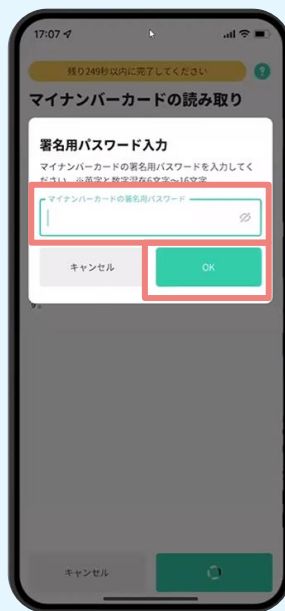 17:07
残り249秒以内に完了してください
?
マイナンバーカードの読み取り
署名用パスワード入力
マイナンバーカードの署名用パスワードを入力してく
ださい ※英字と数字混在6文字～16文字
マイナンバーカードの署名用パスワード
キャンセル
OK
す。
キャンセル